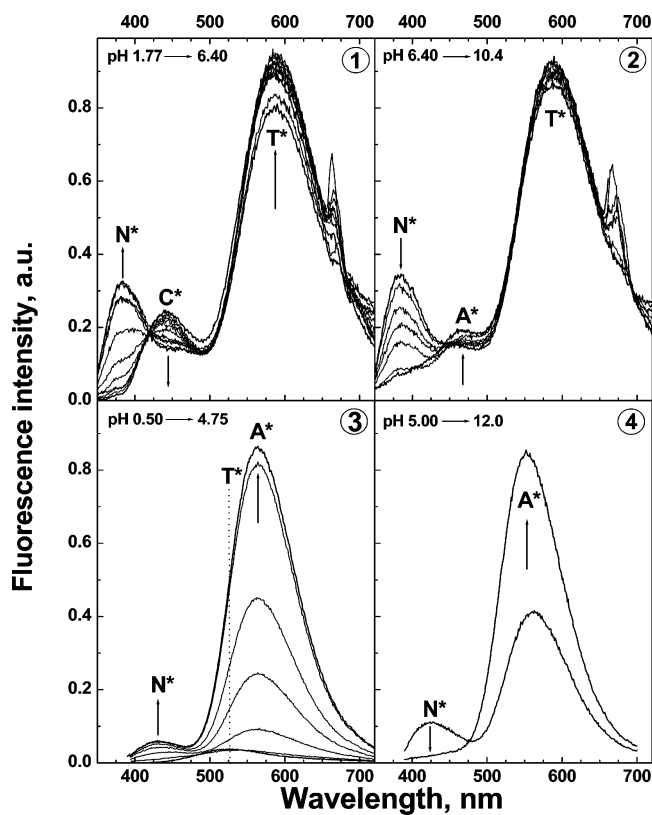 400 500 600 700 400 500 600 700
pH 1.77 → 6.40 1 pH 6.40 → 10.4 2
0.8
T* T*
0.6
N* N*
0.4
C*
A*
0.2
0.0
pH 0.50 → 4.75 3 pH 5.00 → 12.0 4
A*
0.8
T*
A*
0.6
0.4
N* N*
0.2
0.0
400 500 600 700 400 500 600 700
Wavelength, nm
Fluorescence intensity, a.u.